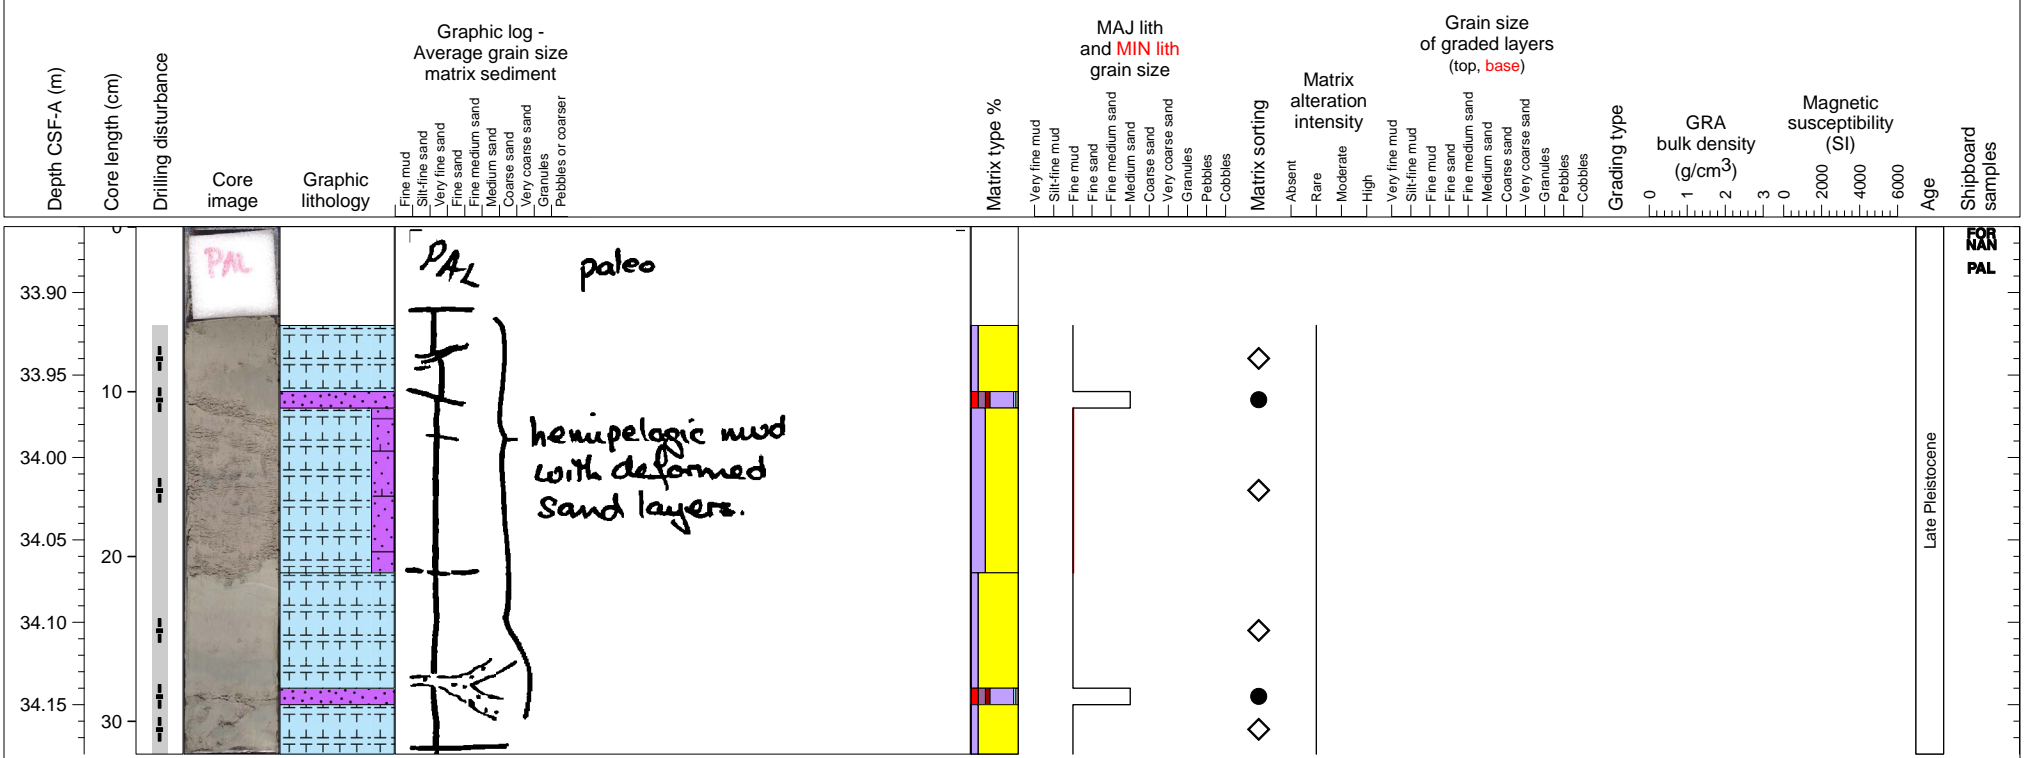 Depth CSF-A (m)
Core length (cm)
Drilling disturbance
Core
image
Graphic
lithology
Graphic log -
Average grain size
matrix sediment
Fine mud
Silt-fine sand
Very fine sand
Fine sand
Fine medium sand
Medium sand
Coarse sand
Very coarse sand
Granules
Pebbles or coarser
Matrix type %
MAJ lith
and MIN lith
grain size
Very fine mud
Silt-fine mud
Fine mud
Fine sand
Fine medium sand
Medium sand
Coarse sand
Very coarse sand
Granules
Pebbles
Cobbles
Matrix sorting
Matrix
alteration
intensity
Absent
Rare
Moderate
High
Grain size
of graded layers
(top, base)
Very fine mud
Silt-fine mud
Fine mud
Fine sand
Fine medium sand
Medium sand
Coarse sand
Very coarse sand
Granules
Pebbles
Cobbles
Grading type
GRA
bulk density
(g/cm3)
0 1 2 3
Magnetic
susceptibility
(SI)
0 2000 4000 6000
Age
Shipboard
samples
0
33.90
33.95
34.00
34.05
34.10
34.15
10
20
30
PAL
PAL paleo
hemipelagic mud
with deformed
sand layers.
Late Pleistocene
FOR
NAN
PAL